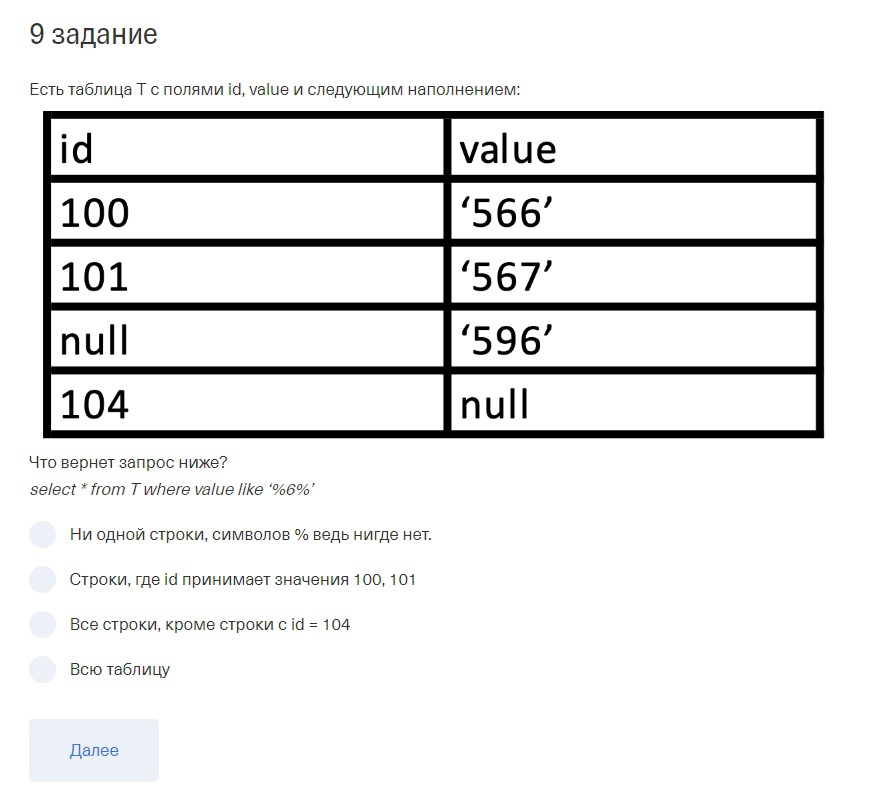 9 задание
Есть таблица T с полями id, value и следующим наполнением:
id value
100 ‘566’
101 ‘567’
null ‘596’
104 null
Что вернет запрос ниже?
select * from T where value like ‘%6%’
Ни одной строки, символов % ведь нигде нет.
Строки, где id принимает значения 100, 101
Все строки, кроме строки с id = 104
Всю таблицу
Далее